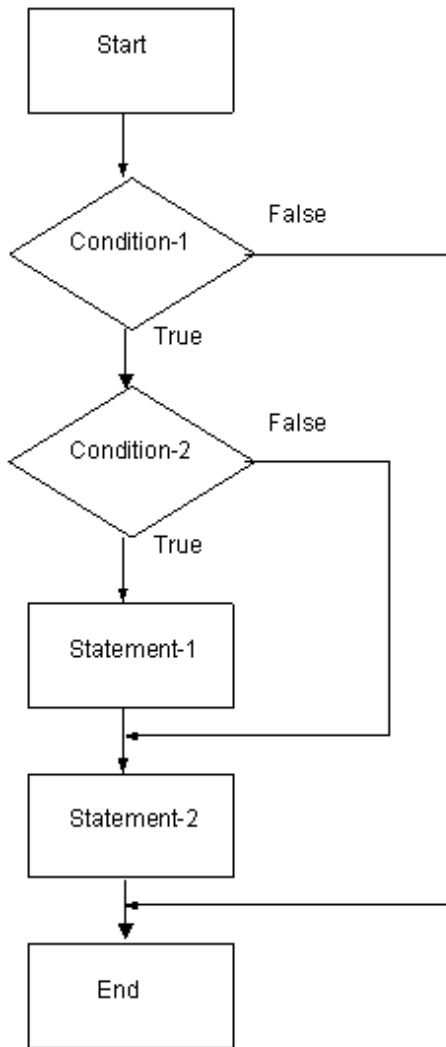 Start
Condition-1
False
True
Condition-2
False
True
Statement-1
Statement-2
End